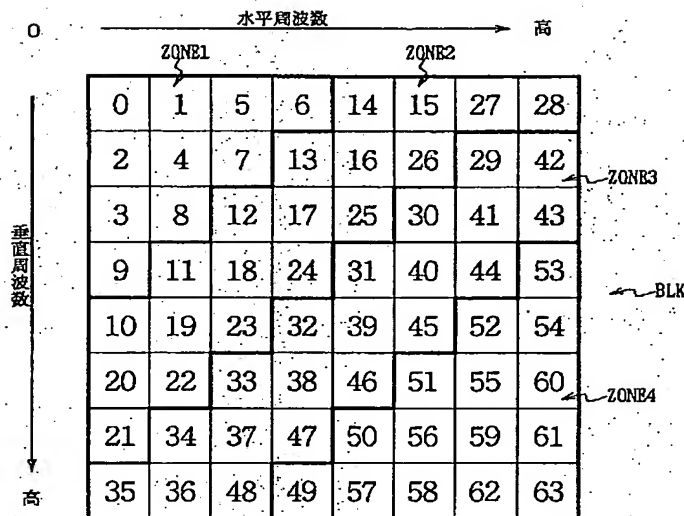 水平周波数
0 高
ZONE1 ZONE2
0 1 5 6 14 15 27 28
2 4 7 13 16 26 29 42
ZONE3
3 8 12 17 25 30 41 43
9 11 18 24 31 40 44 53
BLK
10 19 23 32 39 45 52 54
20 22 33 38 46 51 55 60
ZONE4
21 34 37 47 50 56 59 61
35 36 48 49 57 58 62 63
垂直周波数
高